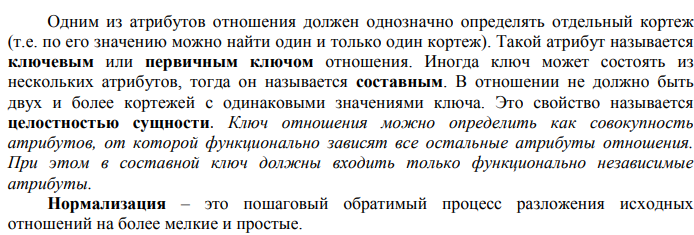 Одним из атрибутов отношения должен однозначно определять отдельный кортеж
(т.е. по его значению можно найти один и только один кортеж). Такой атрибут называется
ключевым или первичным ключом отношения. Иногда ключ может состоять из
нескольких атрибутов, тогда он называется составным. В отношении не должно быть
двух и более кортежей с одинаковыми значениями ключа. Это свойство называется
целостностью сущности. Ключ отношения можно определить как совокупность
атрибутов, от которой функционально зависят все остальные атрибуты отношения.
При этом в составной ключ должны входить только функционально независимые
атрибуты.
Нормализация – это пошаговый обратимый процесс разложения исходных
отношений на более мелкие и простые.